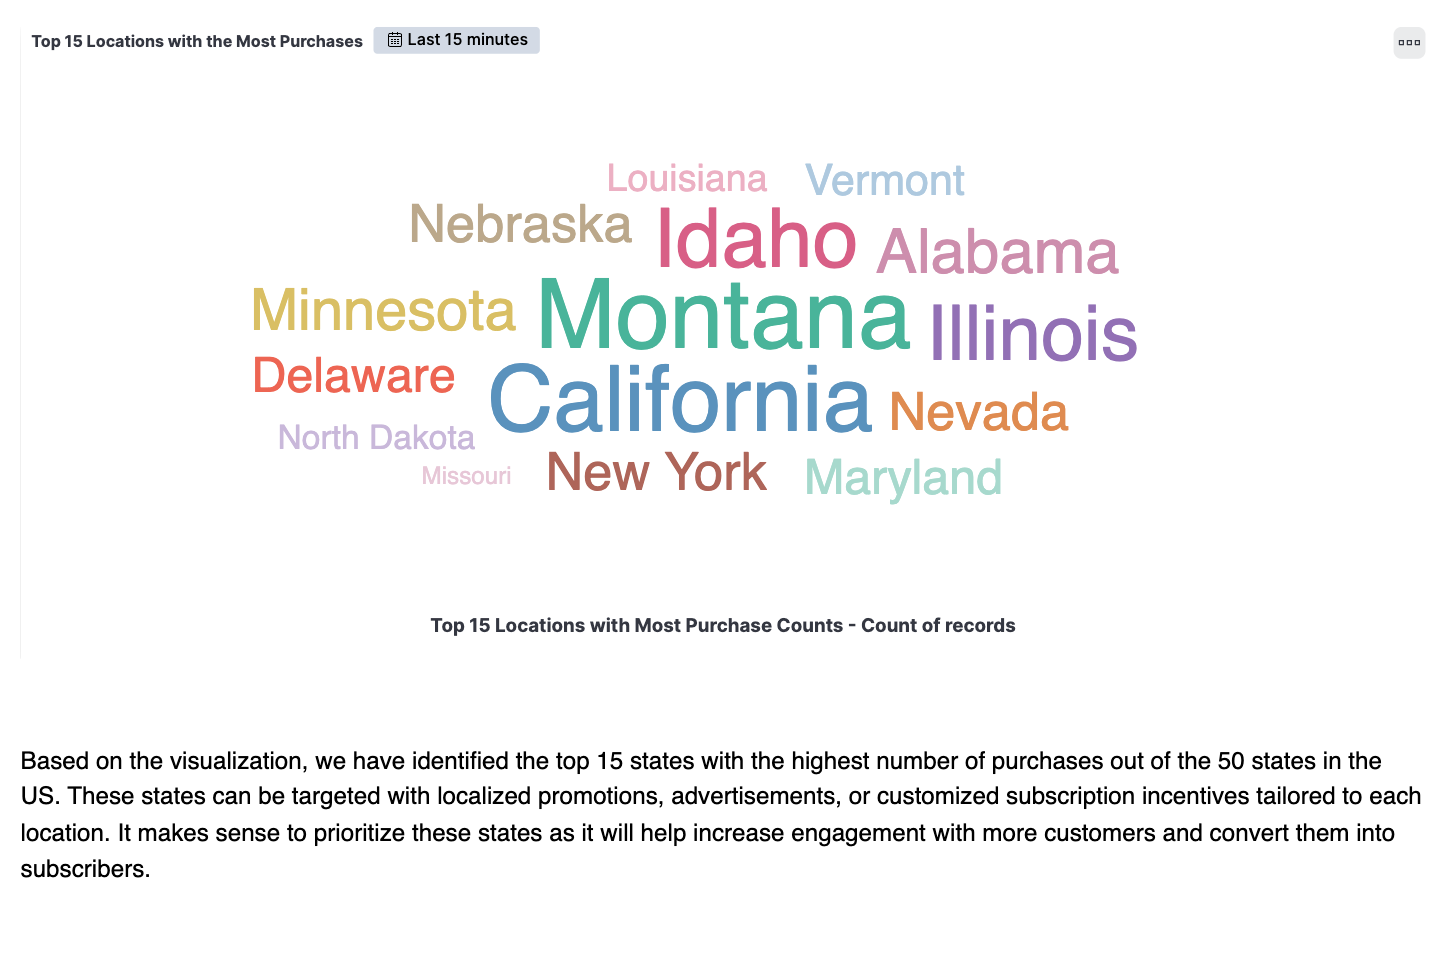 Top 15 Locations with the Most Purchases
Last 15 minutes
Louisiana
Vermont
Nebraska
Idaho
Alabama
Minnesota
Montana
Illinois
Delaware
California
Nevada
North Dakota
Missouri
New York
Maryland
Top 15 Locations with Most Purchase Counts - Count of records
Based on the visualization, we have identified the top 15 states with the highest number of purchases out of the 50 states in the
US. These states can be targeted with localized promotions, advertisements, or customized subscription incentives tailored to each
location. It makes sense to prioritize these states as it will help increase engagement with more customers and convert them into
subscribers.